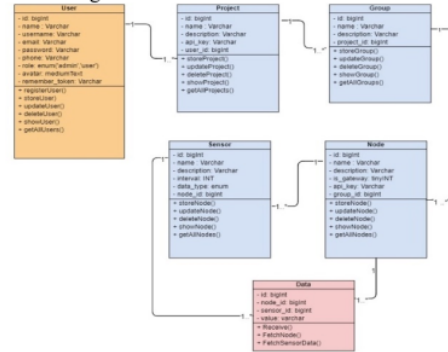 User
- id: bigint
- name : Varchar
- username: Varchar
- email: Varchar
- password: Varchar
- phone: Varchar
- role: enum('admin','user')
- avatar: mediumText
- remember_token: Varchar
+ registerUser()
+ storeUser()
+ updateUser()
+ deleteUser()
+ showUser()
+ getAllUsers()
Project
- id: bigint
- name : Varchar
- description: Varchar
- api_key: Varchar
- user_id: bigint
+ storeProject()
+ updateProject()
+ deleteProject()
+ showProject()
+ getAllProjects()
Group
- id: bigint
- name : Varchar
- description: Varchar
- project_id: bigint
+ storeGroup()
+ updateGroup()
+ deleteGroup()
+ showGroup()
+ getAllGroups()
Sensor
- id: bigint
- name : Varchar
- description: Varchar
- interval: INT
- data_type: enum
- node_id: bigint
+ storeNode()
+ updateNode()
+ deleteNode()
+ showNode()
+ getAllNodes()
Node
- id: bigint
- name : Varchar
- description: Varchar
- is_gateway: tinyINT
- api_key: Varchar
- group_id: bigint
+ storeNode()
+ updateNode()
+ deleteNode()
+ showNode()
+ getAllNodes()
Data
- id: bigint
- node_id: bigint
- sensor_id: bigint
- value: varchar
+ Receive()
+ FetchNode()
+ FetchSensorData()